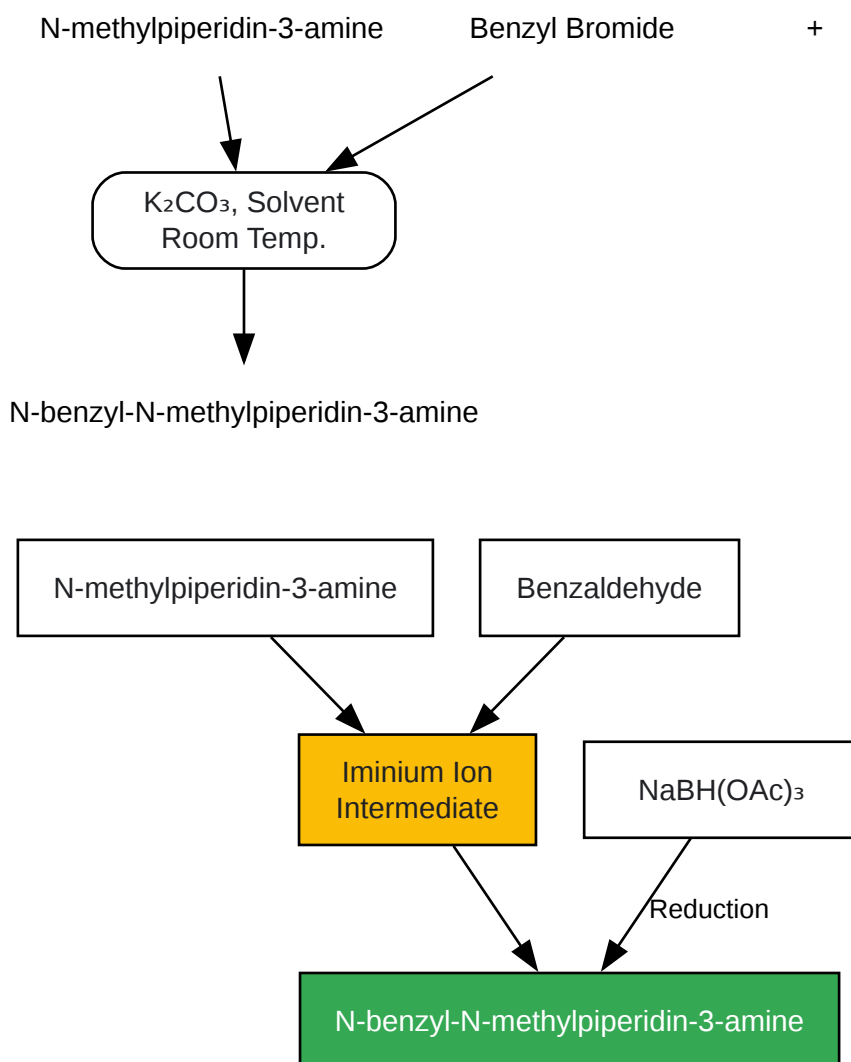 N-methylpiperidin-3-amine Benzyl Bromide +
K₂CO₃, Solvent
Room Temp.
N-benzyl-N-methylpiperidin-3-amine
N-methylpiperidin-3-amine Benzaldehyde
Iminium Ion
Intermediate
NaBH(OAc)₃
Reduction
N-benzyl-N-methylpiperidin-3-amine